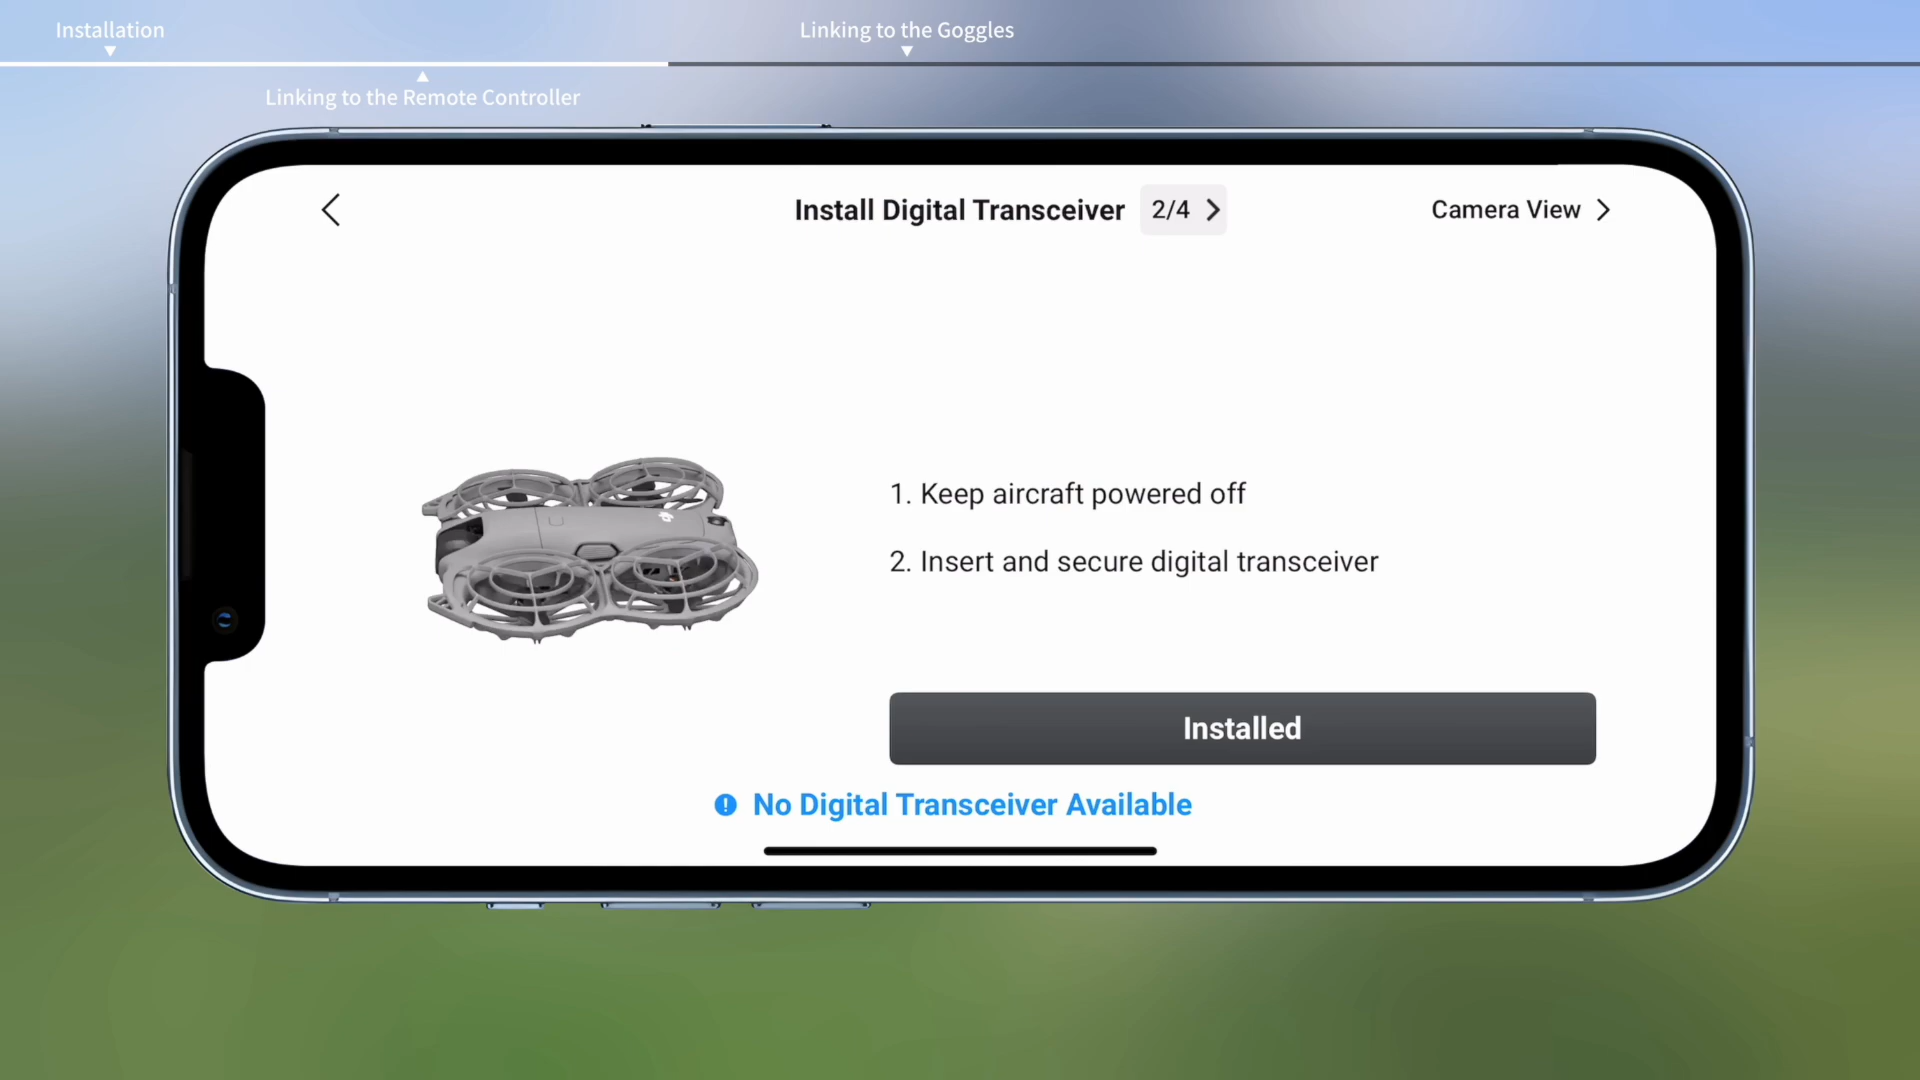 Installation
Linking to the Goggles
Linking to the Remote Controller
Install Digital Transceiver 2/4
Camera View
1. Keep aircraft powered off
2. Insert and secure digital transceiver
Installed
No Digital Transceiver Available